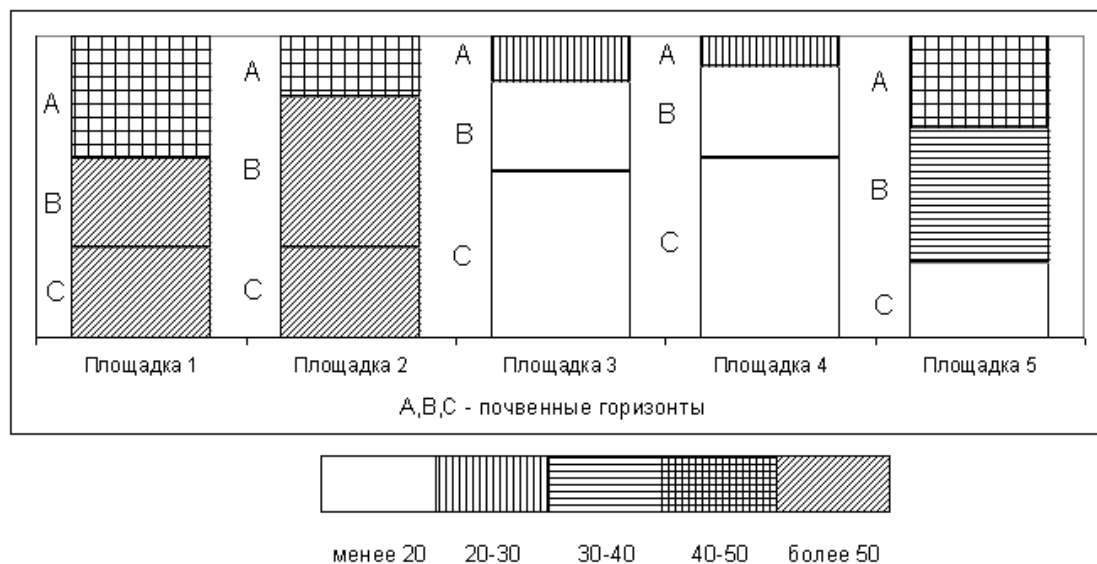 A A A A A
B B B B B
C C C C C
Площадка 1 Площадка 2 Площадка 3 Площадка 4 Площадка 5
А,В,С - почвенные горизонты
менее 20 20-30 30-40 40-50 более 50